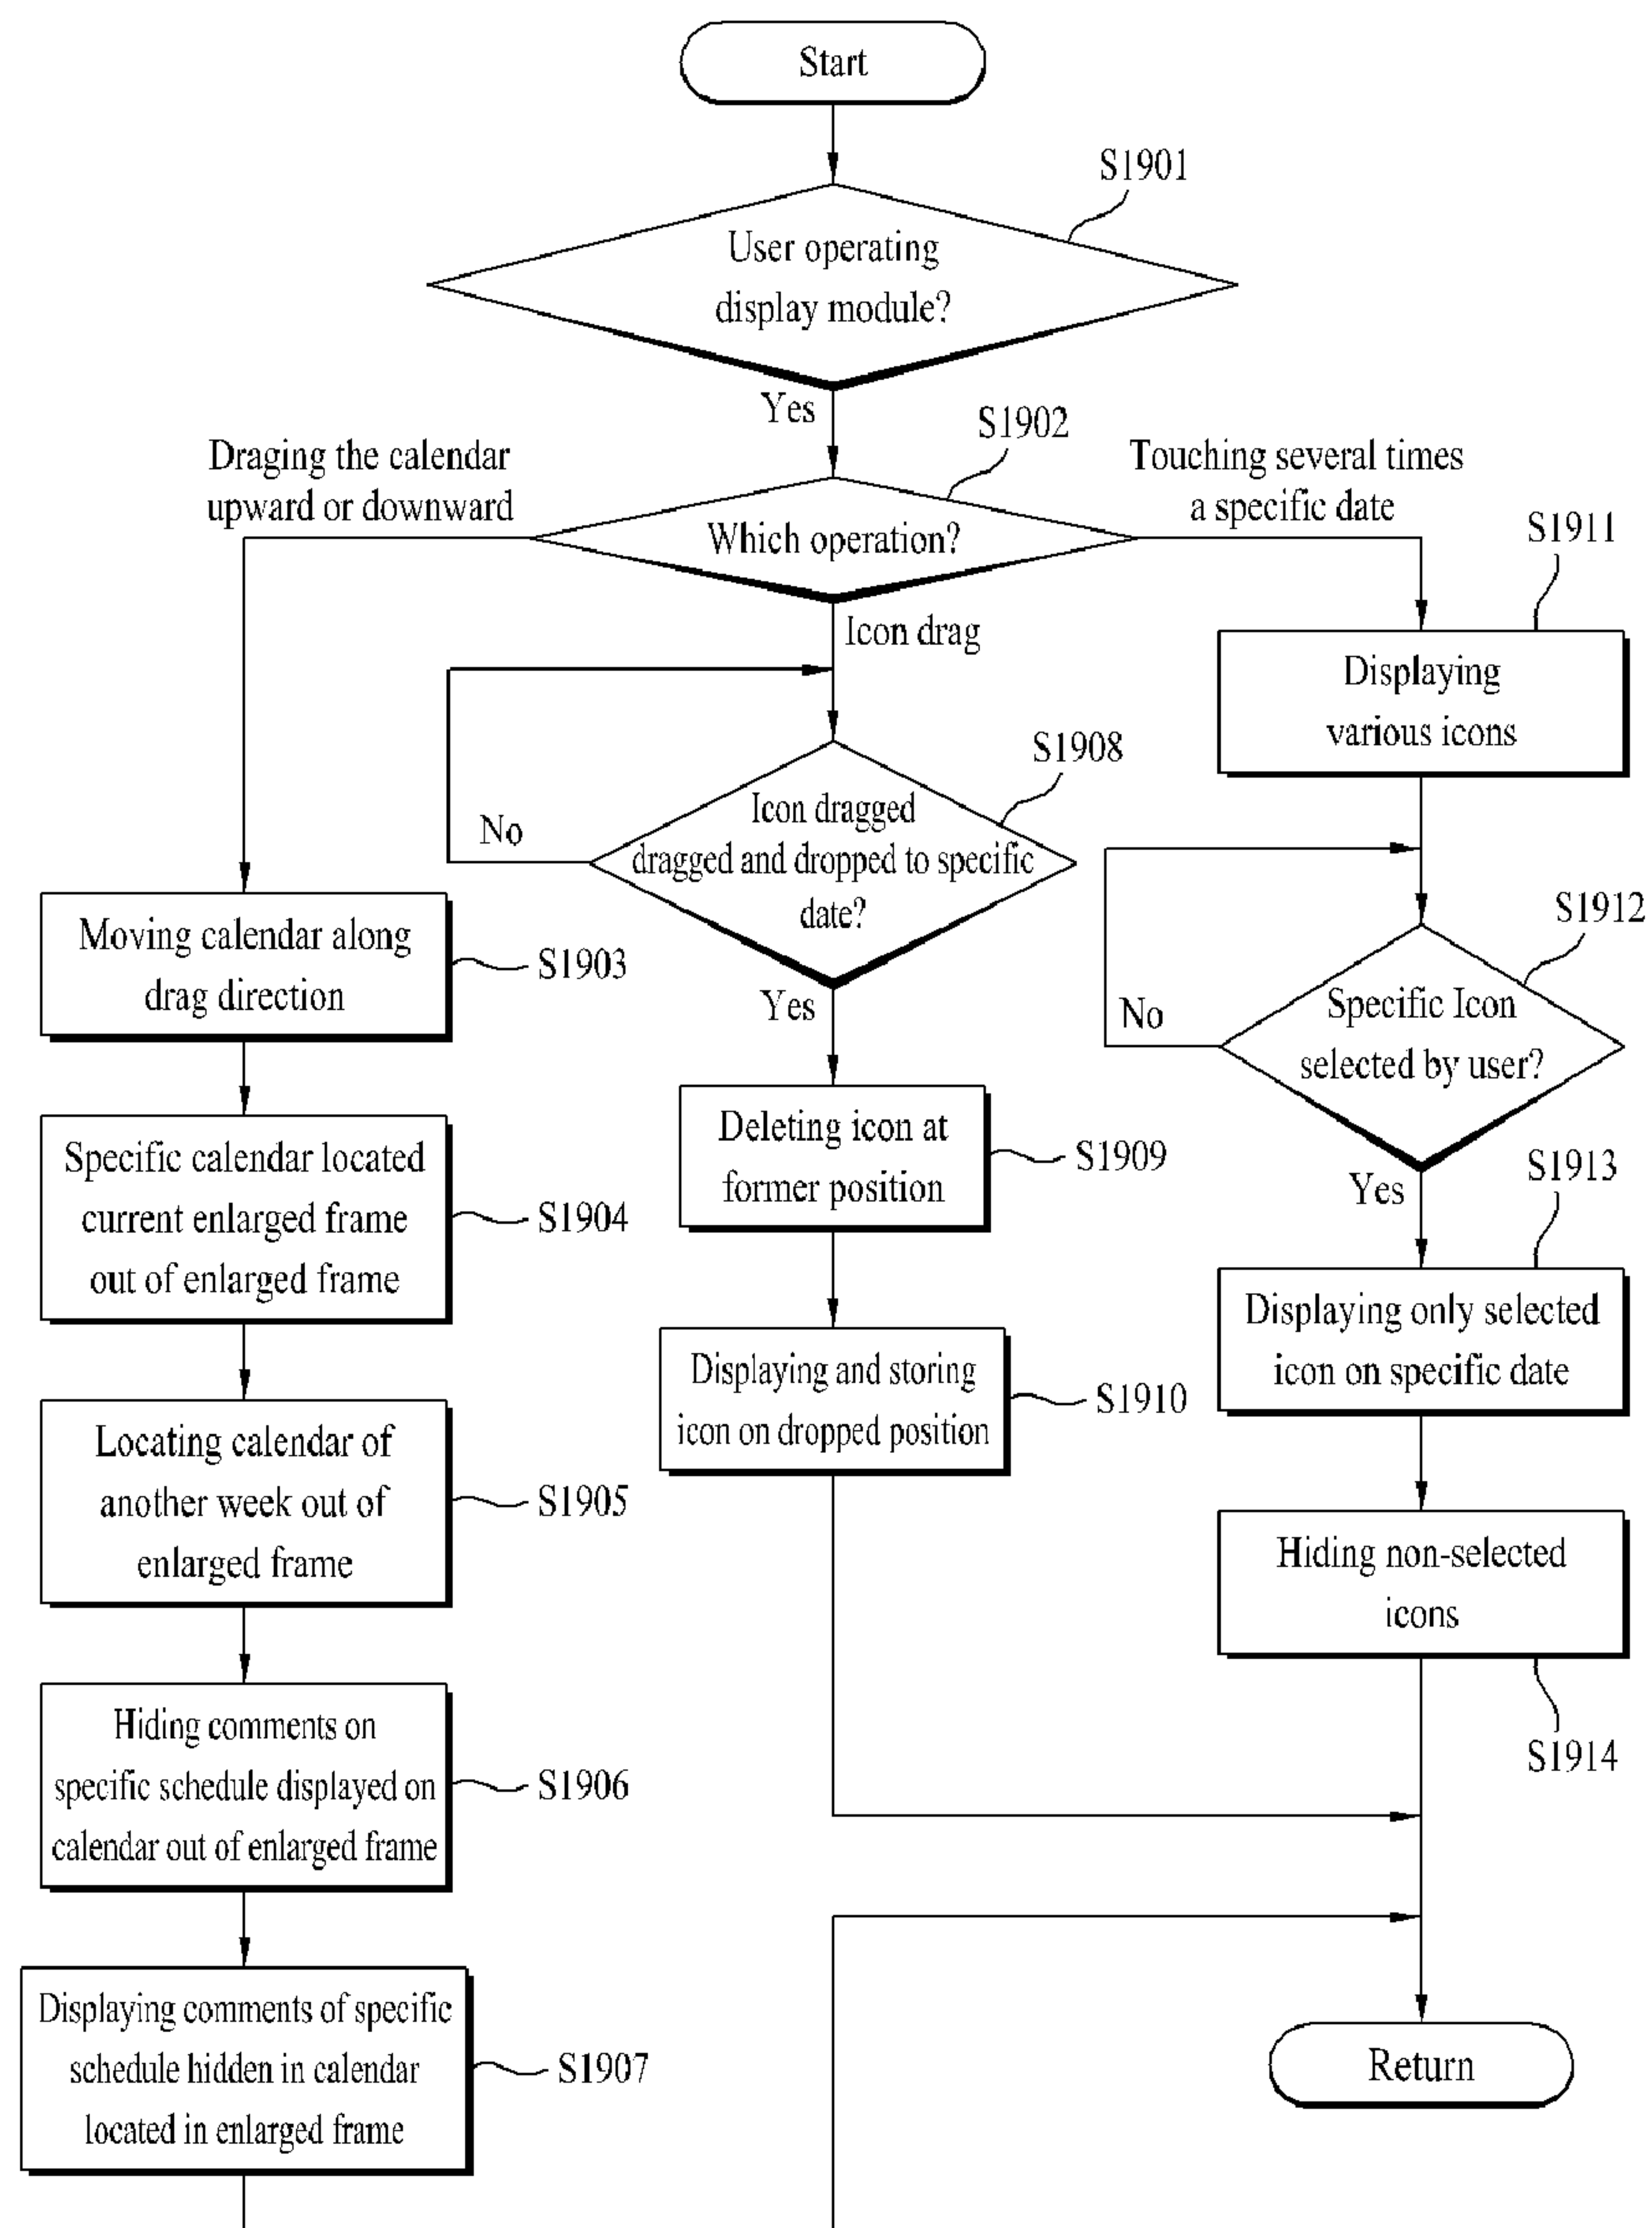 Start
S1901
User operating
display module?
Yes
S1902
Draging the calendar
upward or downward
Which operation?
Touching several times
a specific date
Icon drag
S1911
Displaying
various icons
S1908
Icon dragged
dragged and dropped to specific
date?
No
Yes
Moving calendar along
drag direction
S1903
S1912
Specific Icon
selected by user?
No
Yes
Specific calendar located
current enlarged frame
out of enlarged frame
S1904
Deleting icon at
former position
S1909
S1913
Displaying only selected
icon on specific date
Displaying and storing
icon on dropped position
S1910
Locating calendar of
another week out of
enlarged frame
S1905
Hiding non-selected
icons
S1914
Hiding comments on
specific schedule displayed on
calendar out of enlarged frame
S1906
Displaying comments of specific
schedule hidden in calendar
located in enlarged frame
S1907
Return